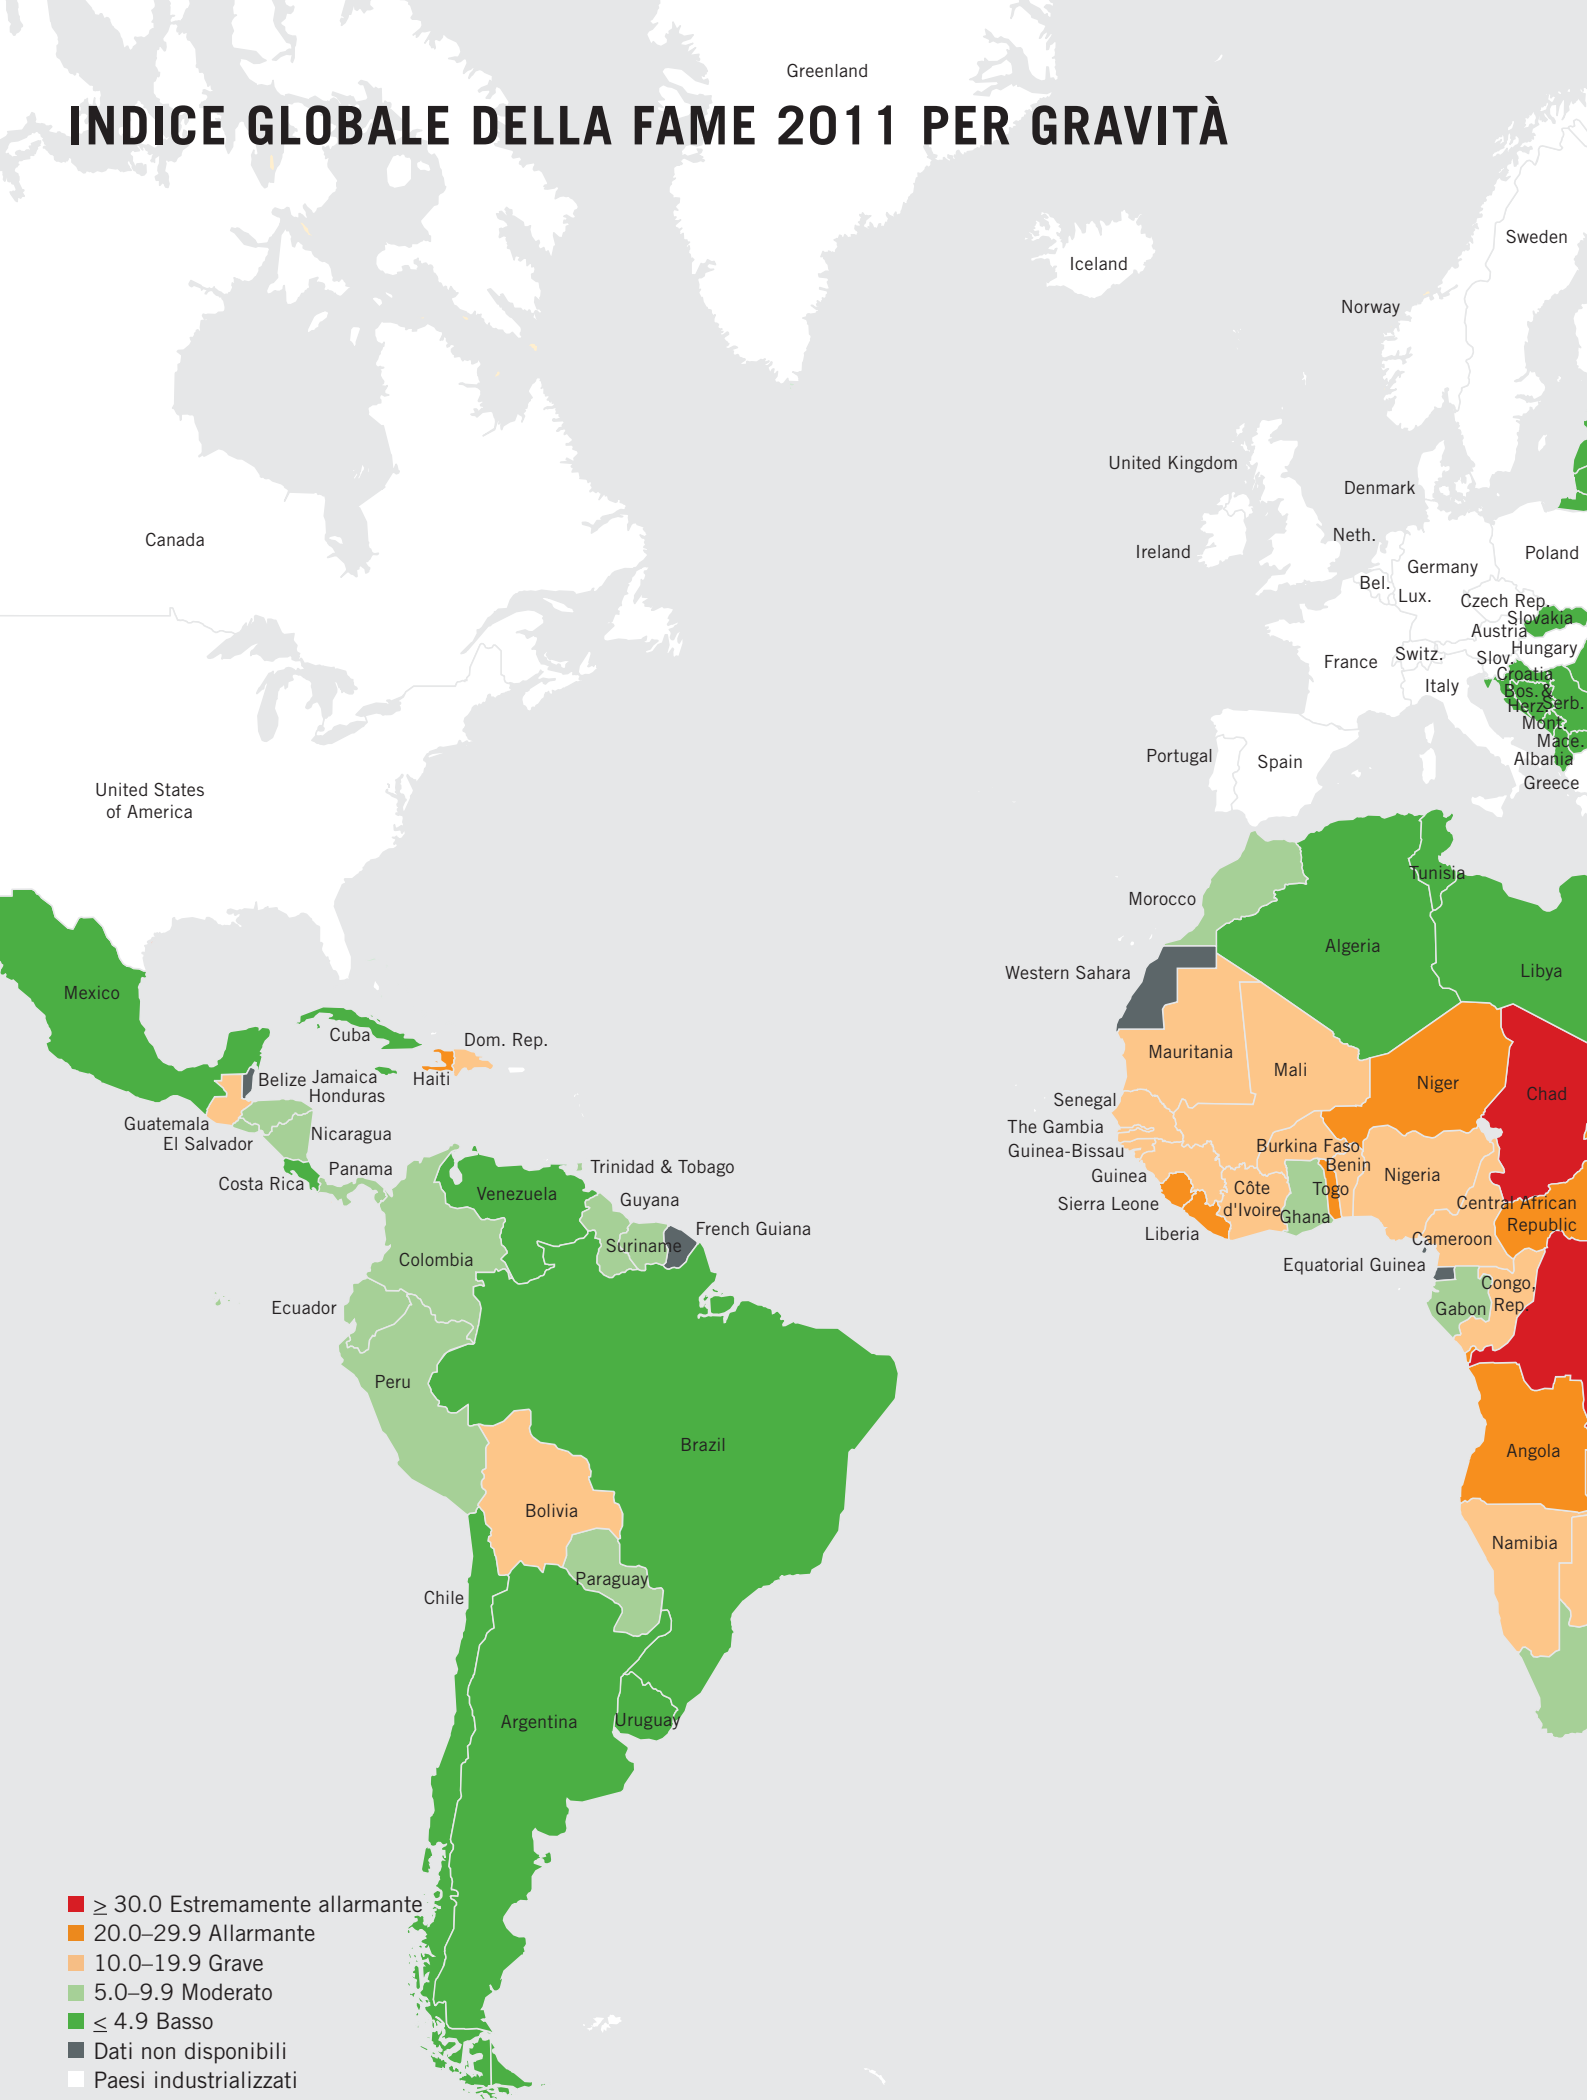 Greenland
INDICE GLOBALE DELLA FAME 2011 PER GRAVITÀ
Sweden
Iceland
Norway
United Kingdom
Denmark
Canada
Neth.
Ireland
Poland
Germany
Bel.
Lux.
Czech Rep.
Slovakia
Austria
Hungary
Switz.
Slov.
France
Croatia
Italy
Bos. &
Herz.
Serb.
Mont.
Mace.
Portugal
Spain
Albania
Greece
United States
of America
Tunisia
Morocco
Algeria
Libya
Western Sahara
Mexico
Cuba
Dom. Rep.
Mauritania
Mali
Belize
Jamaica
Haiti
Niger
Honduras
Chad
Senegal
Guatemala
The Gambia
El Salvador
Nicaragua
Burkina Faso
Guinea-Bissau
Panama
Trinidad & Tobago
Benin
Guinea
Nigeria
Costa Rica
Venezuela
Côte
d'Ivoire
Togo
Guyana
Sierra Leone
Central African
Republic
Ghana
French Guiana
Liberia
Suriname
Cameroon
Colombia
Equatorial Guinea
Congo,
Rep.
Ecuador
Gabon
Peru
Brazil
Angola
Bolivia
Namibia
Paraguay
Chile
Argentina
Uruguay
≥ 30.0 Estremamente allarmante
20.0–29.9 Allarmante
10.0–19.9 Grave
5.0–9.9 Moderato
≤ 4.9 Basso
Dati non disponibili
Paesi industrializzati